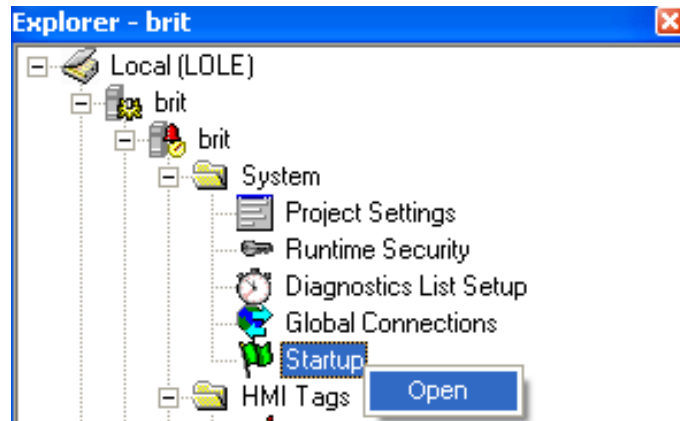 Explorer - brit
Local (LOLE)
brit
brit
System
Project Settings
Runtime Security
Diagnostics List Setup
Global Connections
Startup
Open
HMI Tags